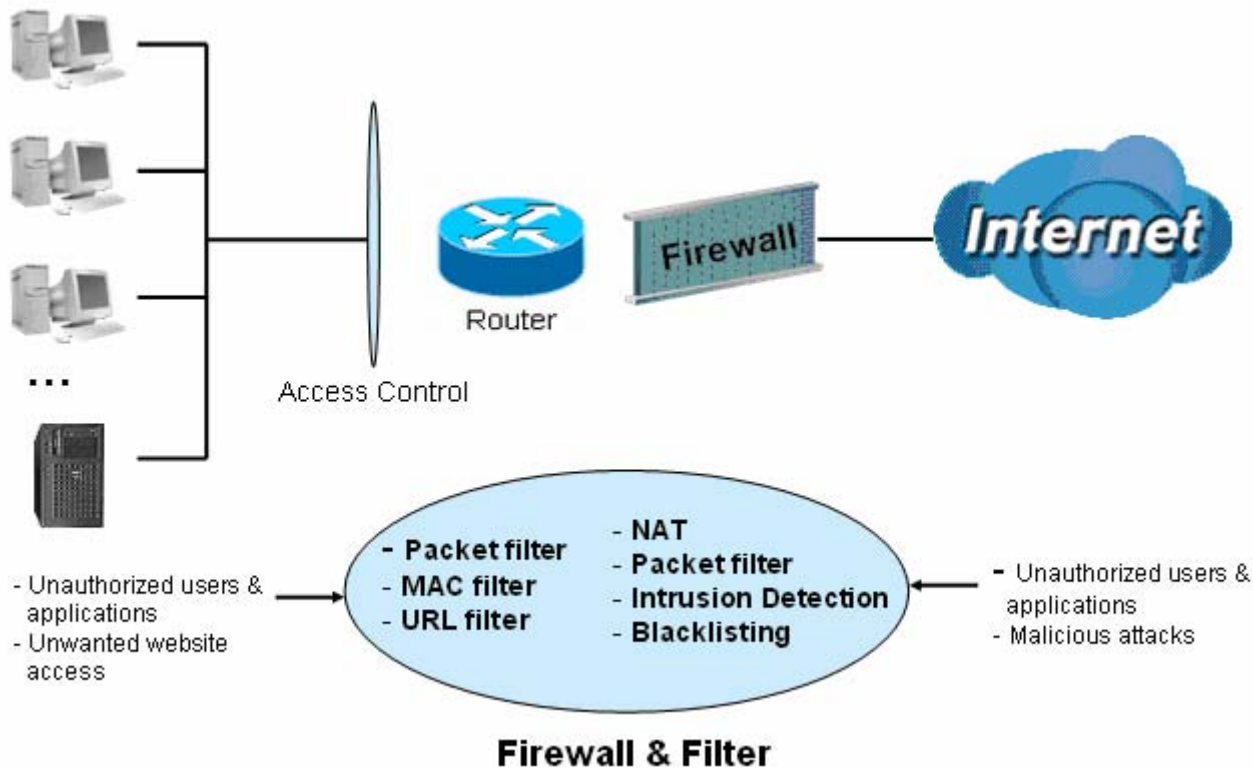 Firewall
Internet
Router
...
Access Control
- Packet filter
- MAC filter
- URL filter
- NAT
- Packet filter
- Intrusion Detection
- Blacklisting
- Unauthorized users &
applications
- Unwanted website
access
- Unauthorized users &
applications
- Malicious attacks
Firewall & Filter